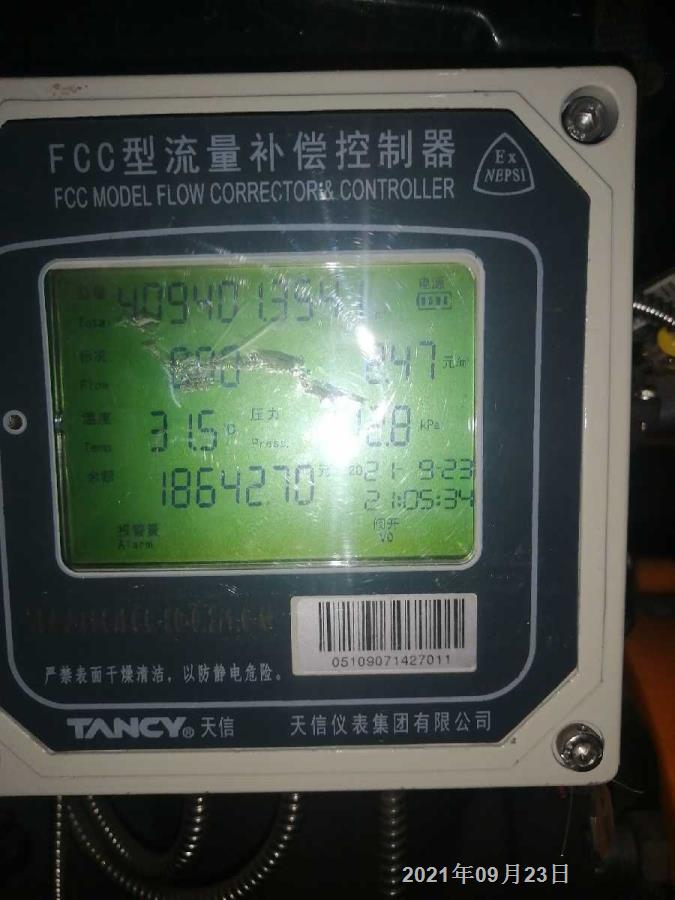 FCC型流量补偿控制器
FCC MODEL FLOW CORRECTOR & CONTROLLER
Ex
NEPSI
电源
Total
标况
Flow
2.47 元/m³
温度
Temp
31.5 ℃
压力
Press.
kPa
余额
1864270 元
2021-9-23
21:05:34
报警量
Alarm
阀开
VO
05109071427011
严禁表面干燥清洁，以防静电危险。
TANCY® 天信
天信仪表集团有限公司
2021年09月23日